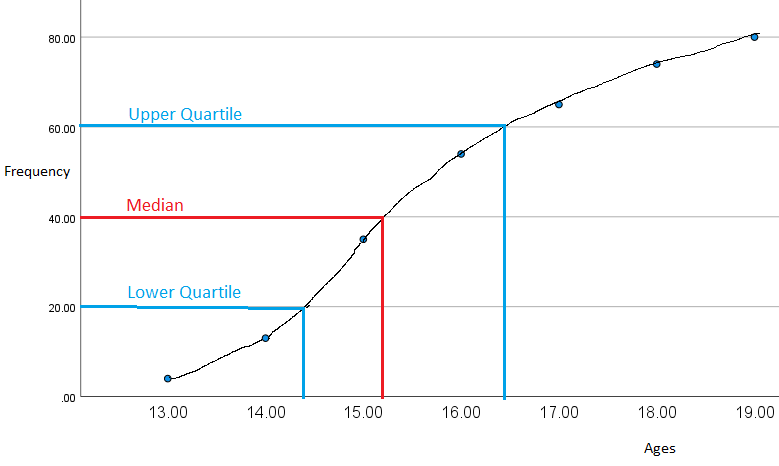 80.00
Upper Quartile
60.00
Frequency
Median
40.00
Lower Quartile
20.00
.00
13.00 14.00 15.00 16.00 17.00 18.00 19.00
Ages